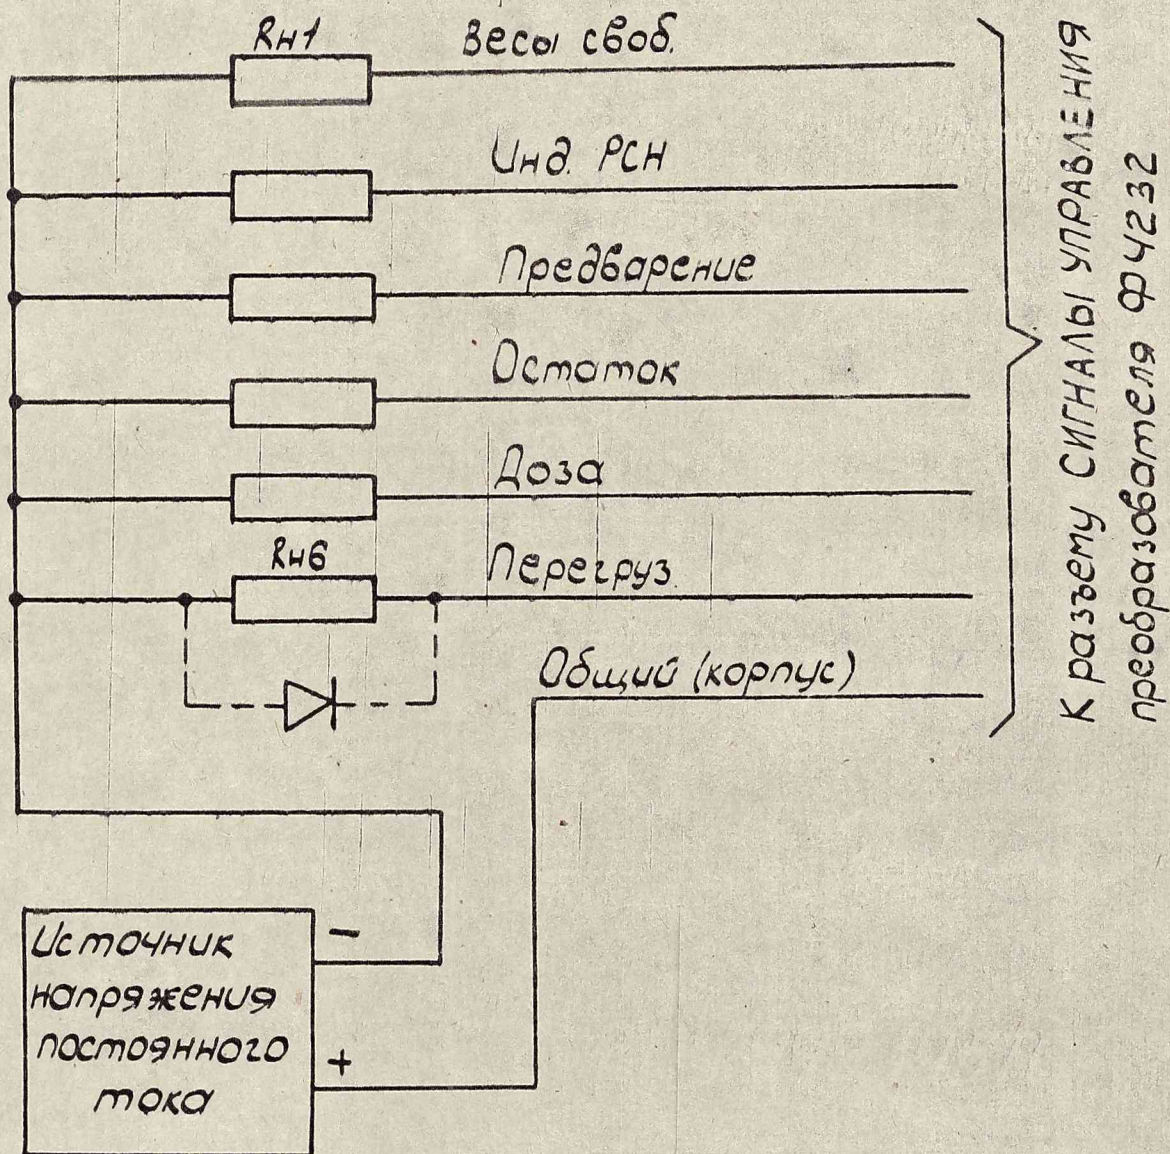 Rн1
Весы своб.
Инд. РСН
Предварение
Остаток
Доза
Rн6
Перегруз.
Общий (корпус)
К разъему СИГНАЛЫ УПРАВЛЕНИЯ
преобразователя Ф4232
Источник
напряжения
постоянного
тока
−
+